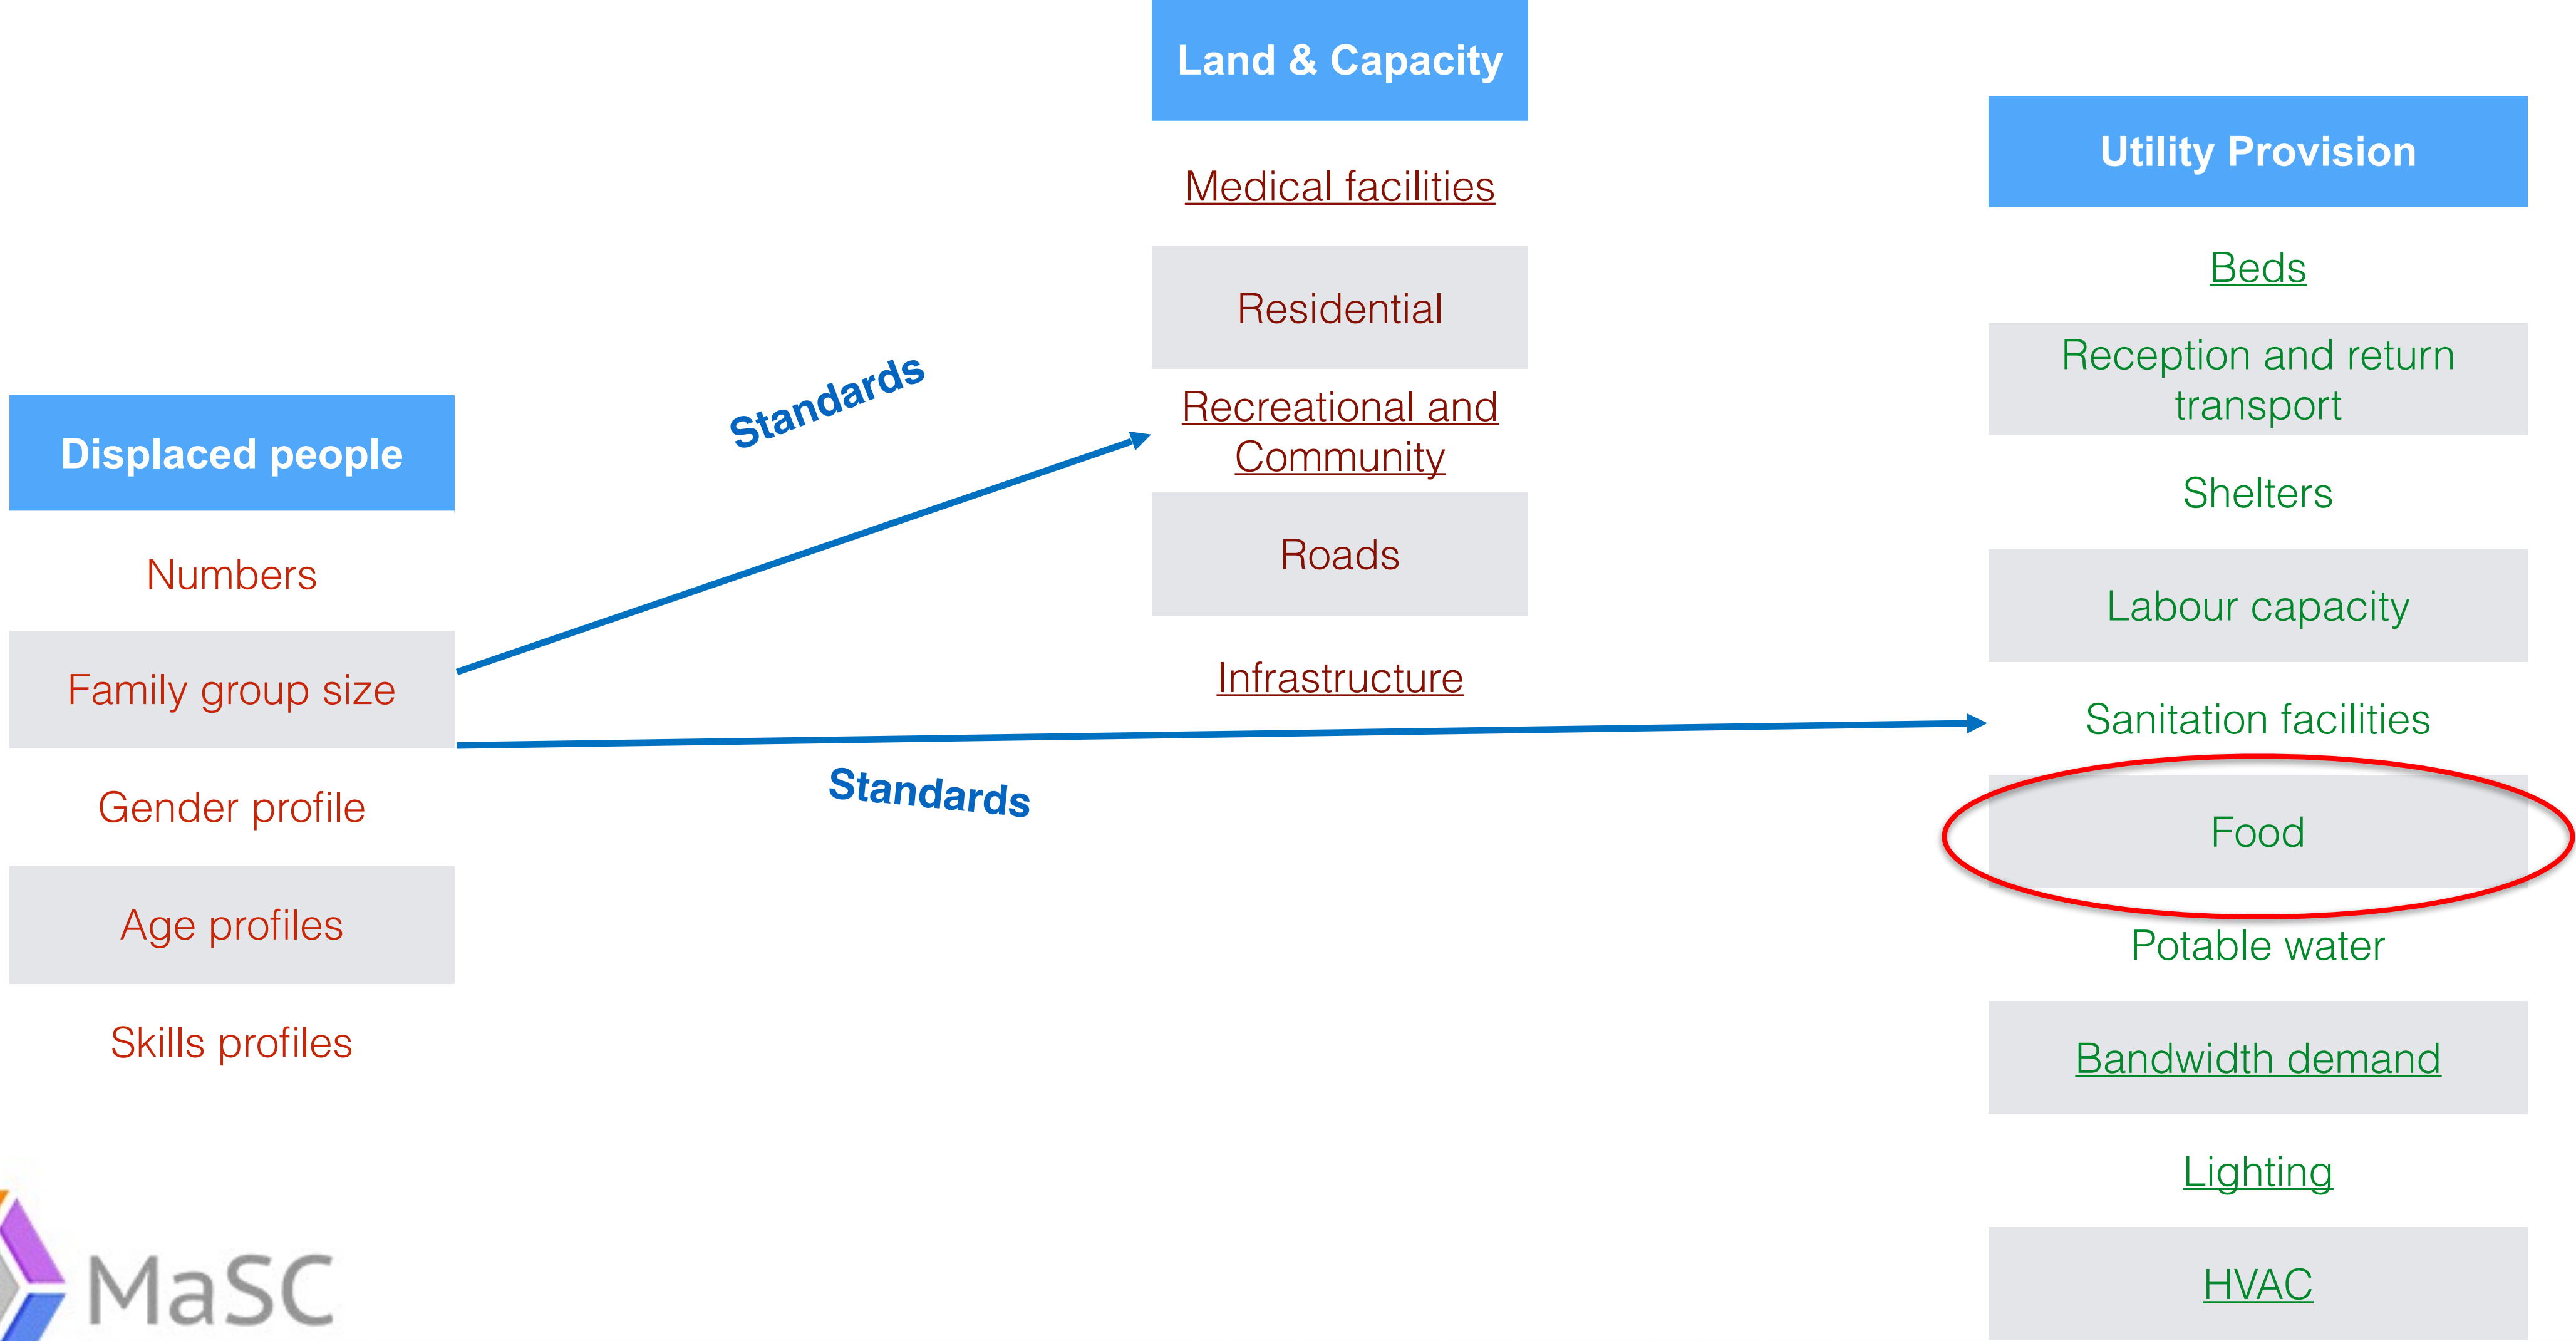 Displaced people
Numbers
Family group size
Gender profile
Age profiles
Skills profiles
Standards
Standards
Land & Capacity
Medical facilities
Residential
Recreational and
Community
Roads
Infrastructure
Utility Provision
Beds
Reception and return
transport
Shelters
Labour capacity
Sanitation facilities
Food
Potable water
Bandwidth demand
Lighting
HVAC
MaSC